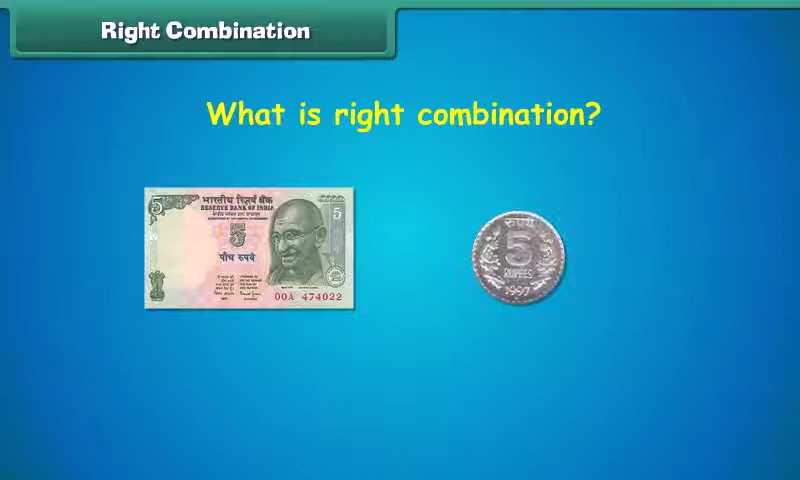 Right Combination
What is right combination?
5
भारतीय रिज़र्व बैंक
RESERVE BANK OF INDIA
5
5
पाँच रुपये
00A 474022
रुपये
5
RUPEES
1997